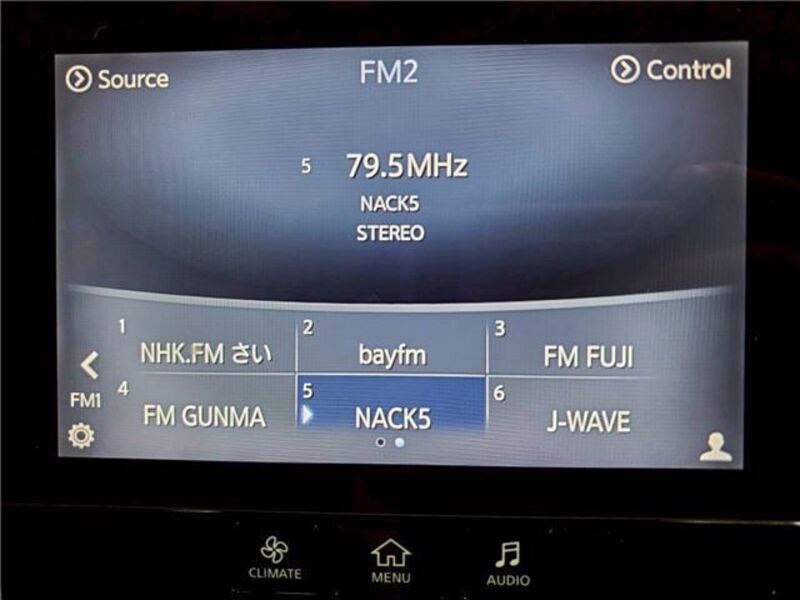 Source
FM2
Control
5 79.5MHz
NACK5
STEREO
1 NHK.FM さい
2 bayfm
3 FM FUJI
FM1
4 FM GUNMA
5 NACK5
6 J-WAVE
CLIMATE
MENU
AUDIO